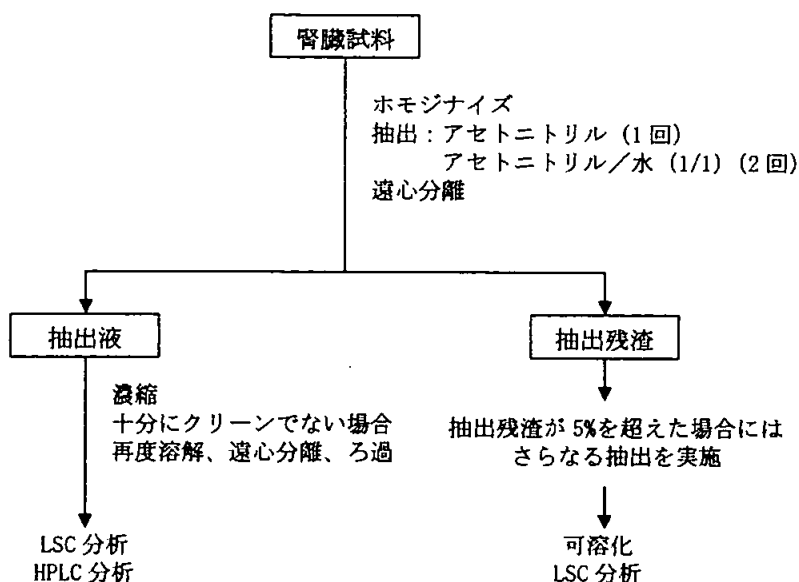 腎臓試料
ホモジナイズ
抽出：アセトニトリル（1回）
アセトニトリル／水（1/1）（2回）
遠心分離
抽出液
抽出残渣
濃縮
十分にクリーンでない場合
再度溶解、遠心分離、ろ過
抽出残渣が5%を超えた場合には
さらなる抽出を実施
LSC分析
HPLC分析
可溶化
LSC分析